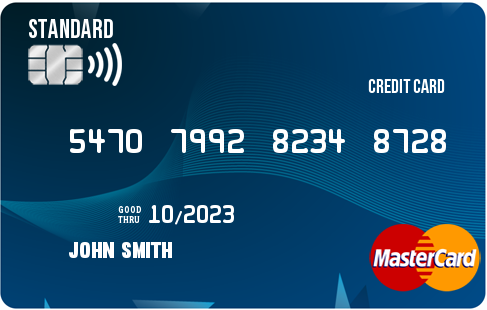 STANDARD
CREDIT CARD
5470 7992 8234 8728
GOOD THRU 10/2023
JOHN SMITH
MasterCard